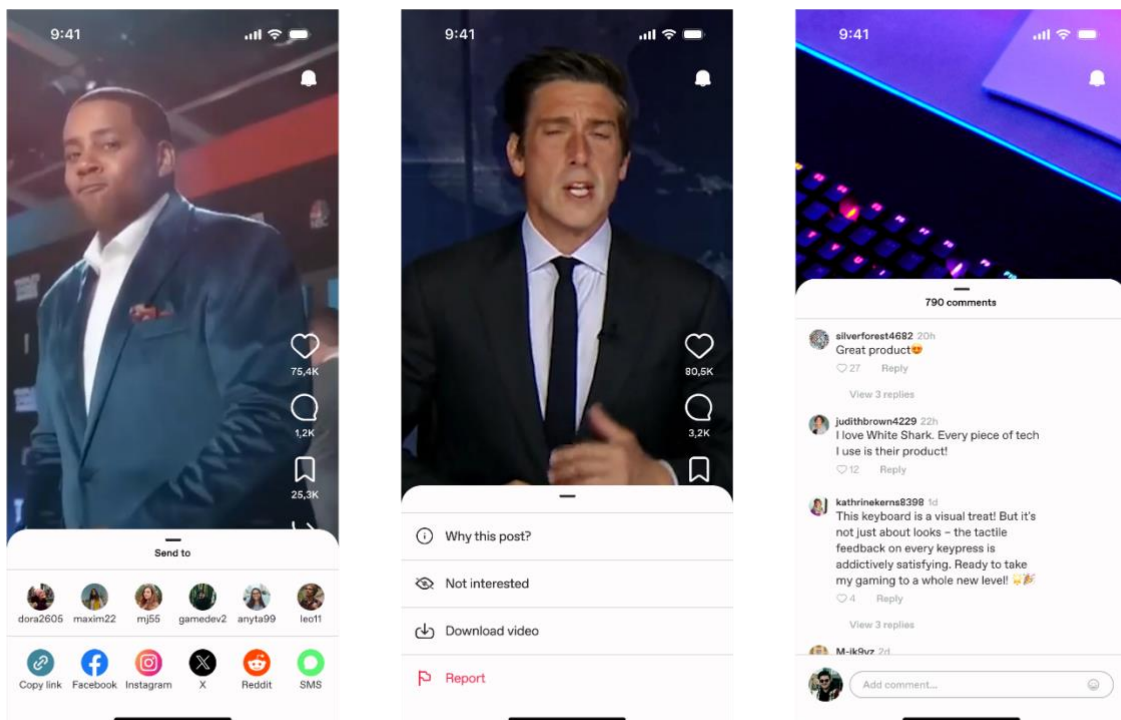 9:41
75,4K
1,2K
25,3K
Send to
dora2605 maxim22 mj55 gamedev2 anyta99 leo11
Copy link Facebook Instagram X Reddit SMS
9:41
80,5K
3,2K
Why this post?
Not interested
Download video
Report
9:41
790 comments
silverforest4682 20h
Great product😍
27 Reply
View 3 replies
judithbrown4229 22h
I love White Shark. Every piece of tech
I use is their product!
12 Reply
kathrinekerns8398 1d
This keyboard is a visual treat! But it's
not just about looks – the tactile
feedback on every keypress is
addictively satisfying. Ready to take
my gaming to a whole new level!
4 Reply
View 3 replies
2d
Add comment...